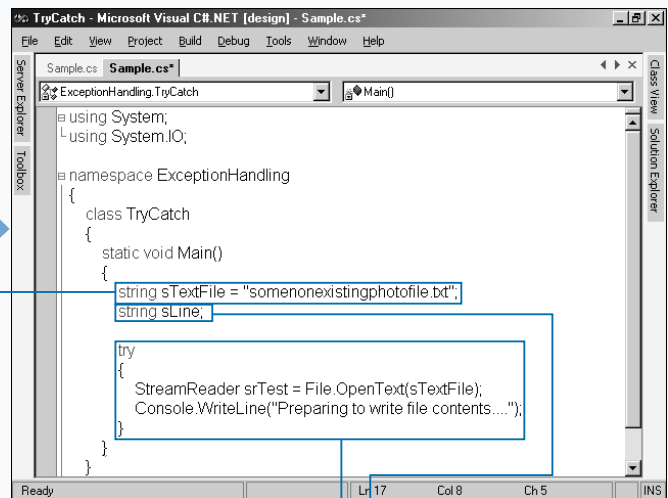 TryCatch - Microsoft Visual C#.NET [design] - Sample.cs*
File Edit View Project Build Debug Tools Window Help
Sample.cs Sample.cs*
ExceptionHandling.TryCatch Main()
Server Explorer
Toolbox
Class View
Solution Explorer
using System;
using System.IO;
namespace ExceptionHandling
{
class TryCatch
{
static void Main()
{
string sTextFile = "somenonexistingphotofile.txt";
string sLine;
try
{
StreamReader srTest = File.OpenText(sTextFile);
Console.WriteLine("Preparing to write file contents....");
}
}
}
Ready Ln 17 Col 8 Ch 5 INS